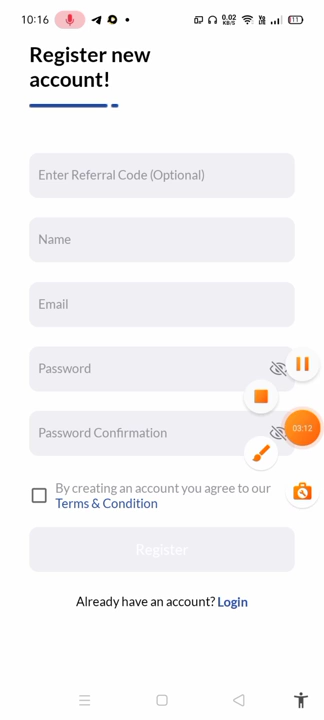 10:16
0.02
KB/S
11
Register new
account!
Enter Referral Code (Optional)
Name
Email
Password
Password Confirmation
03:12
By creating an account you agree to our
Terms & Condition
Register
Already have an account? Login